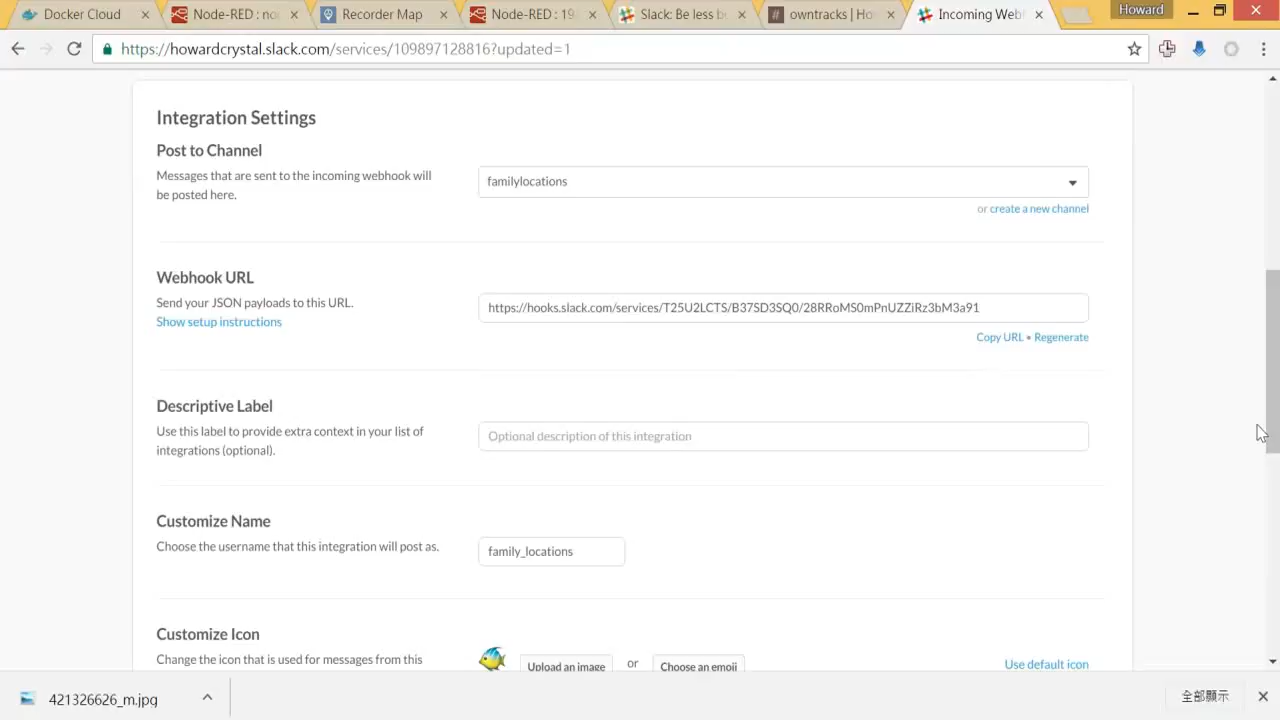 Docker Cloud
Node-RED : no
Recorder Map
Node-RED : 19
Slack: Be less b
owntracks | Ho
Incoming Web
Howard
https://howardcrystal.slack.com/services/109897128816?updated=1
Integration Settings
Post to Channel
Messages that are sent to the incoming webhook will
be posted here.
familylocations
or create a new channel
Webhook URL
Send your JSON payloads to this URL.
Show setup instructions
https://hooks.slack.com/services/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
Copy URL • Regenerate
Descriptive Label
Use this label to provide extra context in your list of
integrations (optional).
Optional description of this integration
Customize Name
Choose the username that this integration will post as.
family_locations
Customize Icon
Change the icon that is used for messages from this
Upload an image
or
Choose an emoji
Use default icon
421326626_m.jpg
全部顯示